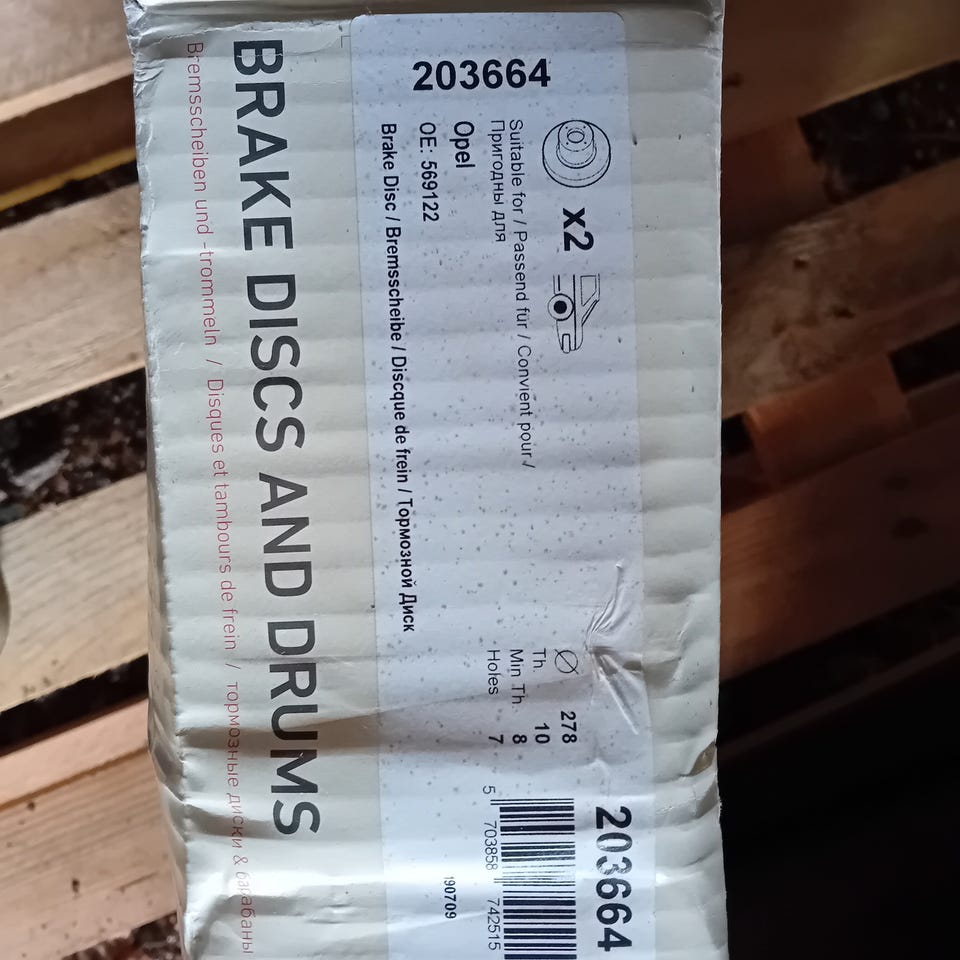 203664
x2
Suitable for / Passend für / Convient pour /
Пригодны для
Opel
OE: 569122
Brake Disc / Bremsscheibe / Discque de frein / Тормозной Диск
Ø 278
Th. 10
Min Th. 8
Holes 7
203664
5 703858 742515
190709
BRAKE DISCS AND DRUMS
Bremsscheiben und -trommeln / Disques et tambours de frein / тормозные диски & барабаны